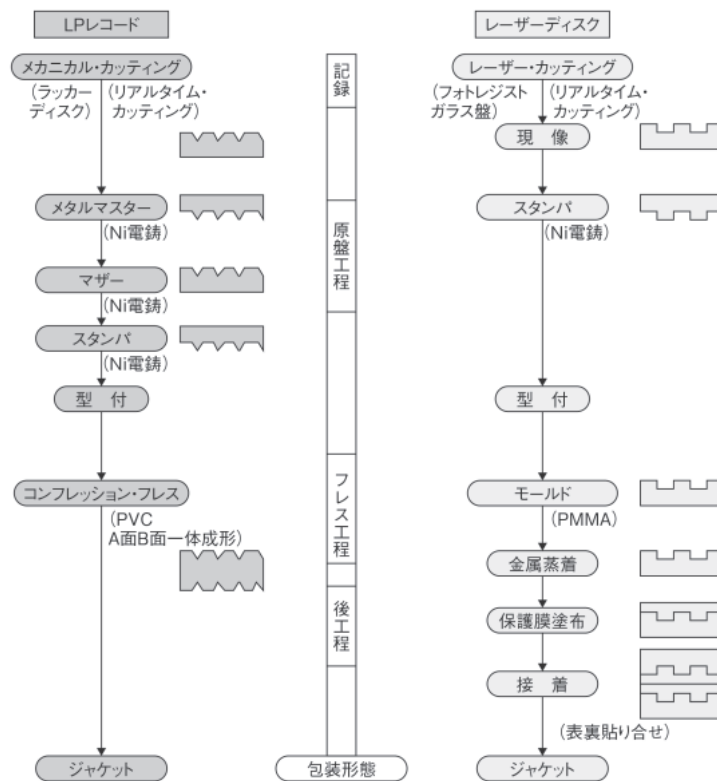 LPレコード
メカニカル・カッティング
(ラッカー
ディスク)
(リアルタイム・
カッティング)
メタルマスター
(Ni電鋳)
マザー
(Ni電鋳)
スタンパ
(Ni電鋳)
型 付
コンフレッション・フレス
(PVC
A面B面一体成形)
ジャケット
記録
原盤工程
フレス工程
後工程
包装形態
レーザーディスク
レーザー・カッティング
(フォトレジスト
ガラス盤)
(リアルタイム・
カッティング)
現 像
スタンパ
(Ni電鋳)
型 付
モールド
(PMMA)
金属蒸着
保護膜塗布
接 着
(表裏貼り合せ)
ジャケット